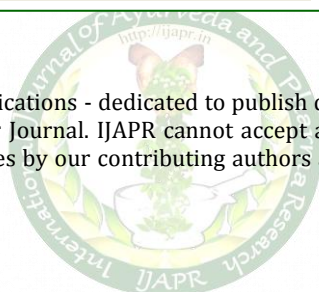 http://ijapr.in
International Journal of Ayurveda and Pharma Research
ications - dedicated to publish
r Journal. IJAPR cannot accept a
es by our contributing authors
IJAPR